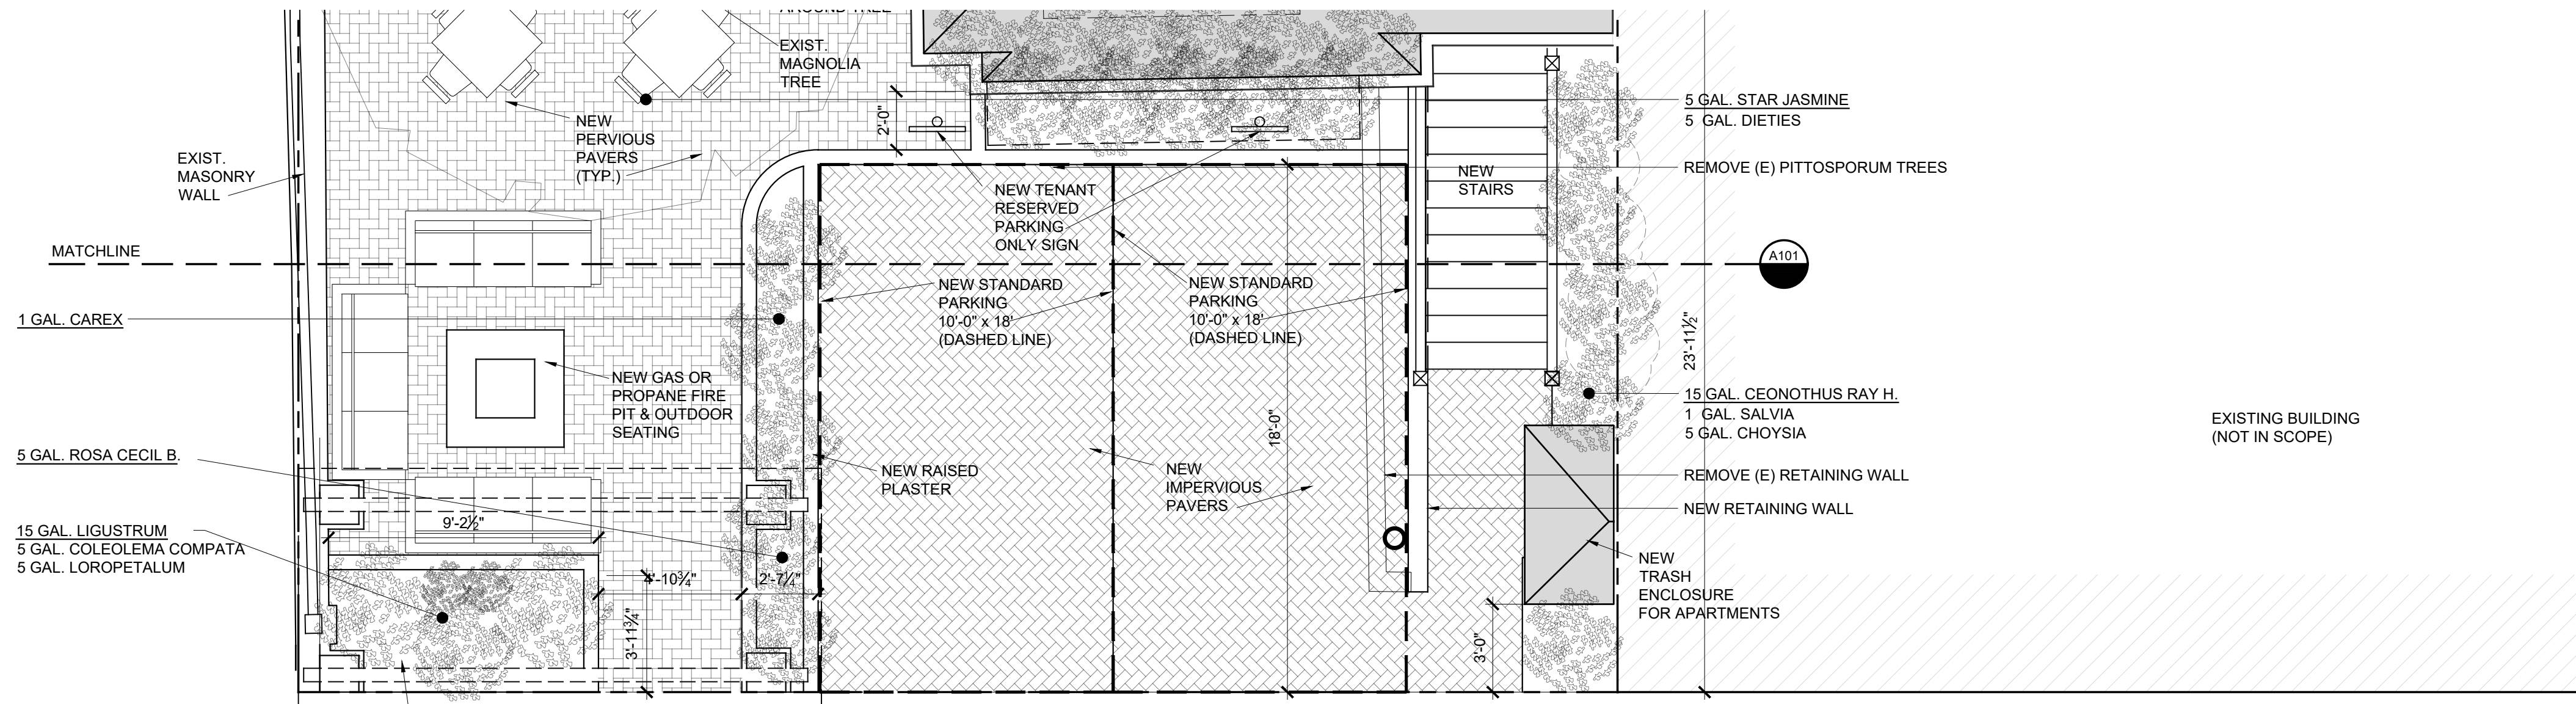 AROUND TREE
EXIST.
MAGNOLIA
TREE
NEW
PERVIOUS
PAVERS
(TYP.)
2'-0"
5 GAL. STAR JASMINE
5 GAL. DIETIES
EXIST.
MASONRY
WALL
NEW TENANT
RESERVED
PARKING
ONLY SIGN
NEW
STAIRS
REMOVE (E) PITTOSPORUM TREES
MATCHLINE
A101
NEW STANDARD
PARKING
10'-0" x 18'
(DASHED LINE)
NEW STANDARD
PARKING
10'-0" x 18'
(DASHED LINE)
1 GAL. CAREX
23'-11½"
NEW GAS OR
PROPANE FIRE
PIT & OUTDOOR
SEATING
15 GAL. CEONOTHUS RAY H.
1 GAL. SALVIA
5 GAL. CHOYSIA
EXISTING BUILDING
(NOT IN SCOPE)
18'-0"
5 GAL. ROSA CECIL B.
NEW RAISED
PLASTER
NEW
IMPERVIOUS
PAVERS
REMOVE (E) RETAINING WALL
NEW RETAINING WALL
9'-2½"
15 GAL. LIGUSTRUM
5 GAL. COLEOLEMA COMPATA
5 GAL. LOROPETALUM
4'-10¾"
2'-7¼"
NEW
TRASH
ENCLOSURE
FOR APARTMENTS
3'-11¾"
3'-0"